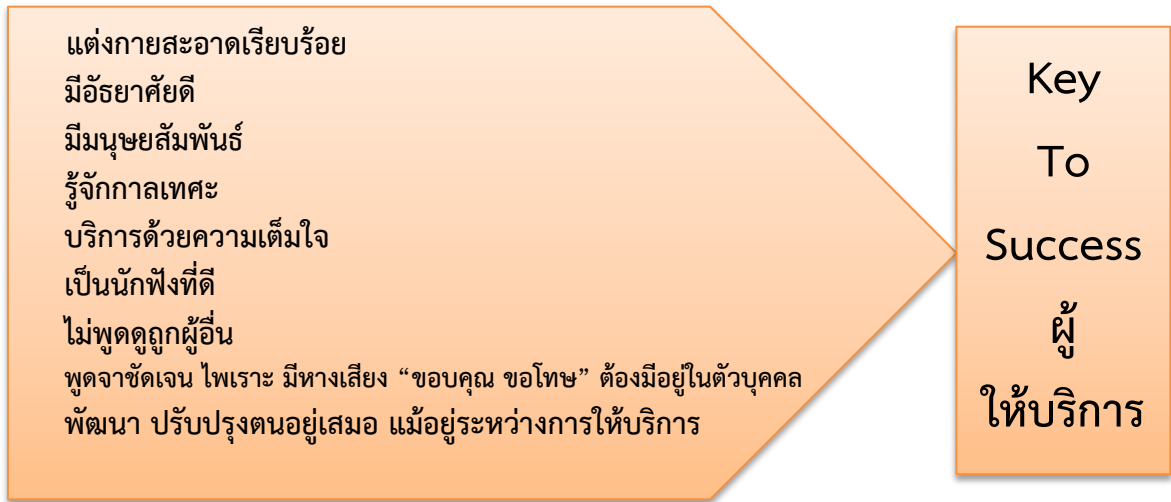 แต่งกายสะอาดเรียบร้อย
มีอัธยาศัยดี
มีมนุษยสัมพันธ์
รู้จักกาลเทศะ
บริการด้วยความเต็มใจ
เป็นนักฟังที่ดี
ไม่พูดดูถูกผู้อื่น
พูดจาชัดเจน ไพเราะ มีหางเสียง “ขอบคุณ ขอโทษ” ต้องมีอยู่ในตัวบุคคล
พัฒนา ปรับปรุงตนอยู่เสมอ แม้อยู่ระหว่างการให้บริการ
Key
To
Success
ผู้
ให้บริการ